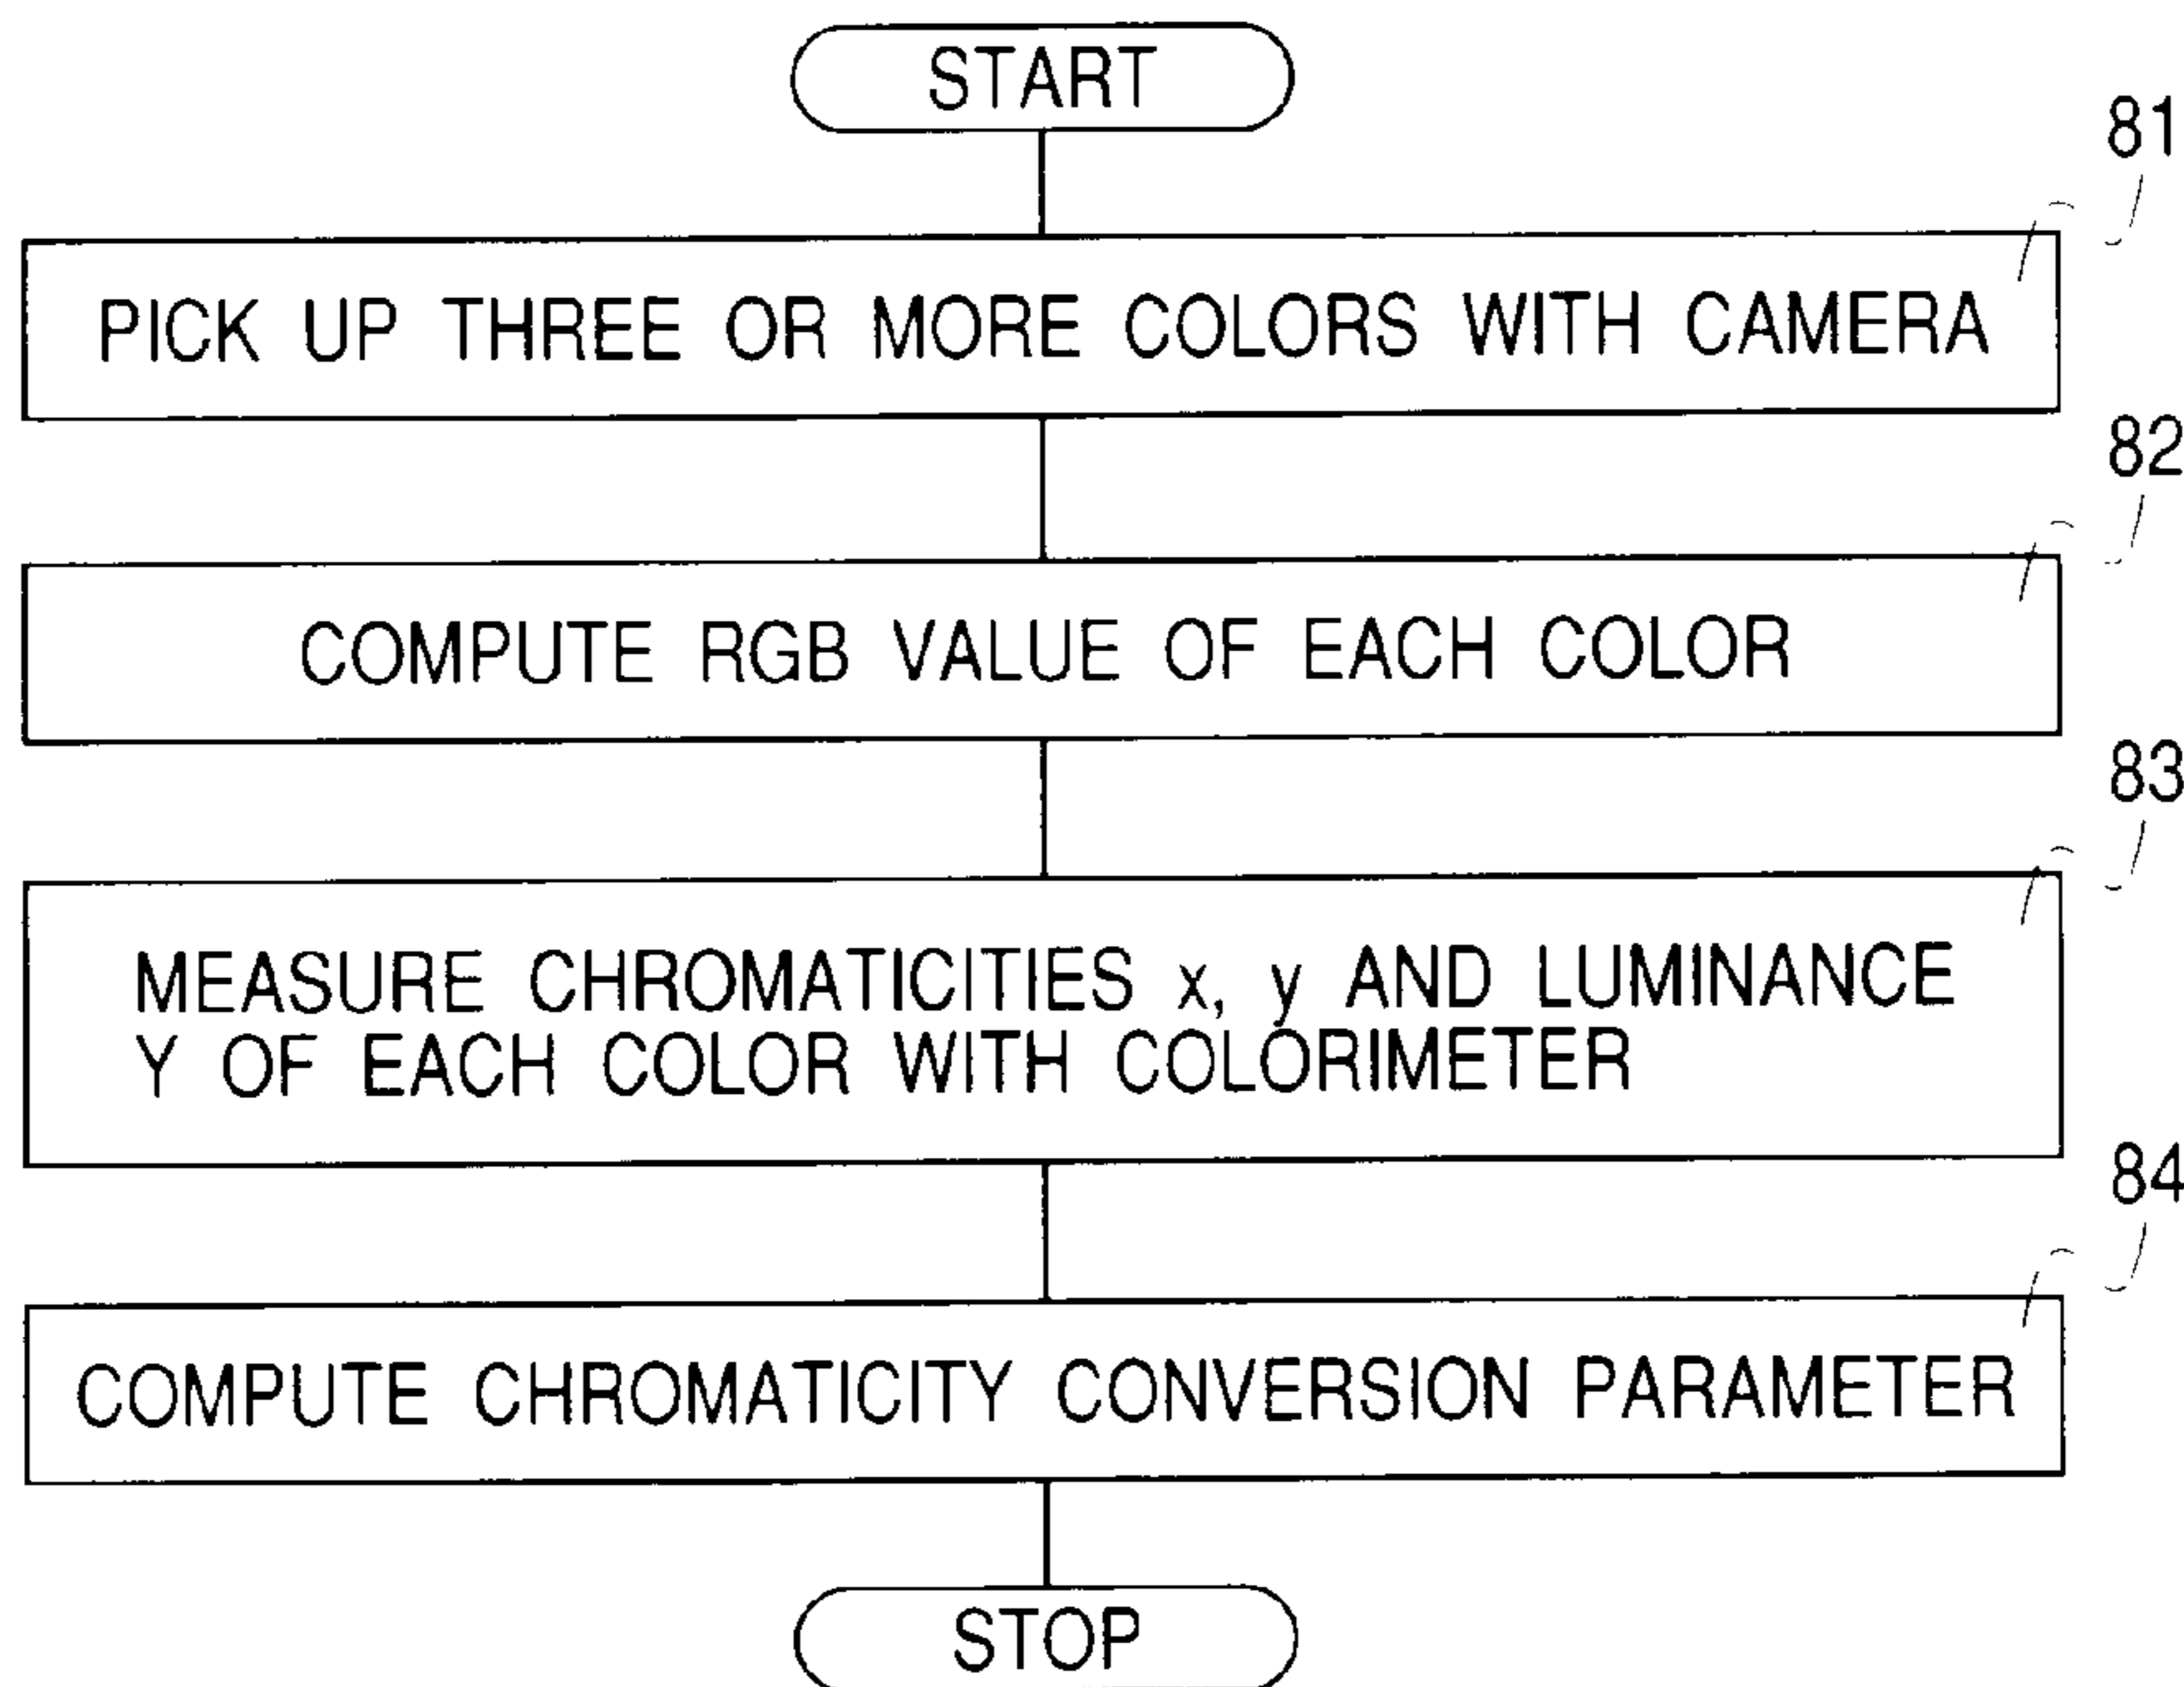 START
81
PICK UP THREE OR MORE COLORS WITH CAMERA
82
COMPUTE RGB VALUE OF EACH COLOR
83
MEASURE CHROMATICITIES x, y AND LUMINANCE
Y OF EACH COLOR WITH COLORIMETER
84
COMPUTE CHROMATICITY CONVERSION PARAMETER
STOP